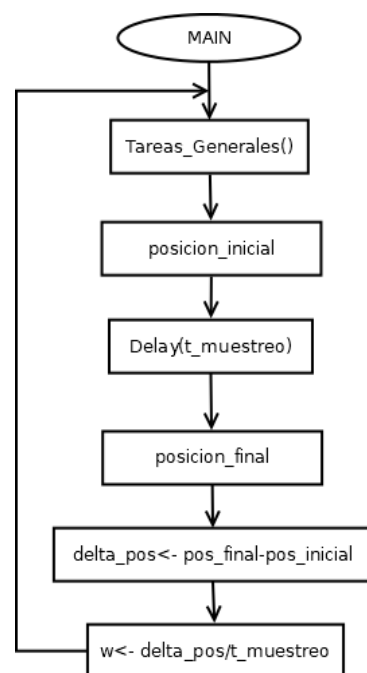 MAIN
Tareas_Generales()
posicion_inicial
Delay(t_muestreo)
posicion_final
delta_pos<- pos_final-pos_inicial
w<- delta_pos/t_muestreo